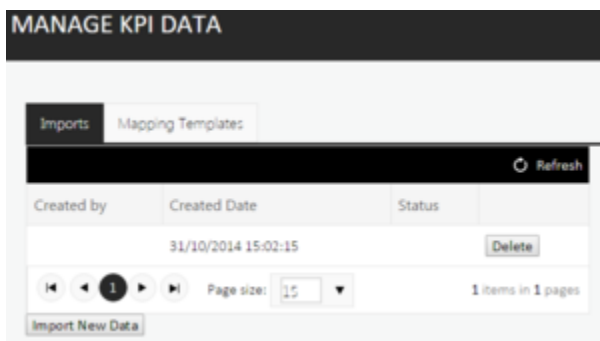 MANAGE KPI DATA
Imports Mapping Templates
Refresh
Created by Created Date Status
31/10/2014 15:02:15 Delete
1 Page size: 15 1 items in 1 pages
Import New Data